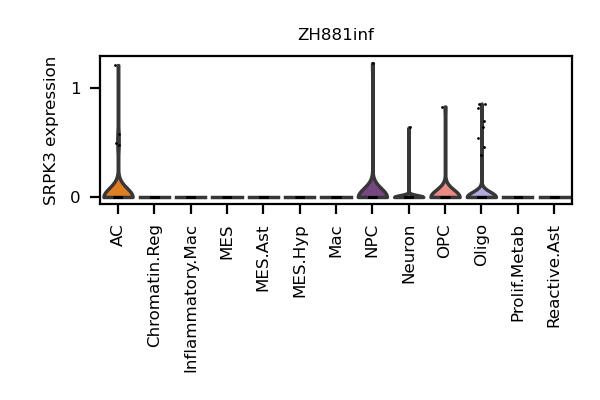 ZH881inf
SRPK3 expression
1
0
AC
Chromatin.Reg
Inflammatory.Mac
MES
MES.Ast
MES.Hyp
Mac
NPC
Neuron
OPC
Oligo
Prolif.Metab
Reactive.Ast